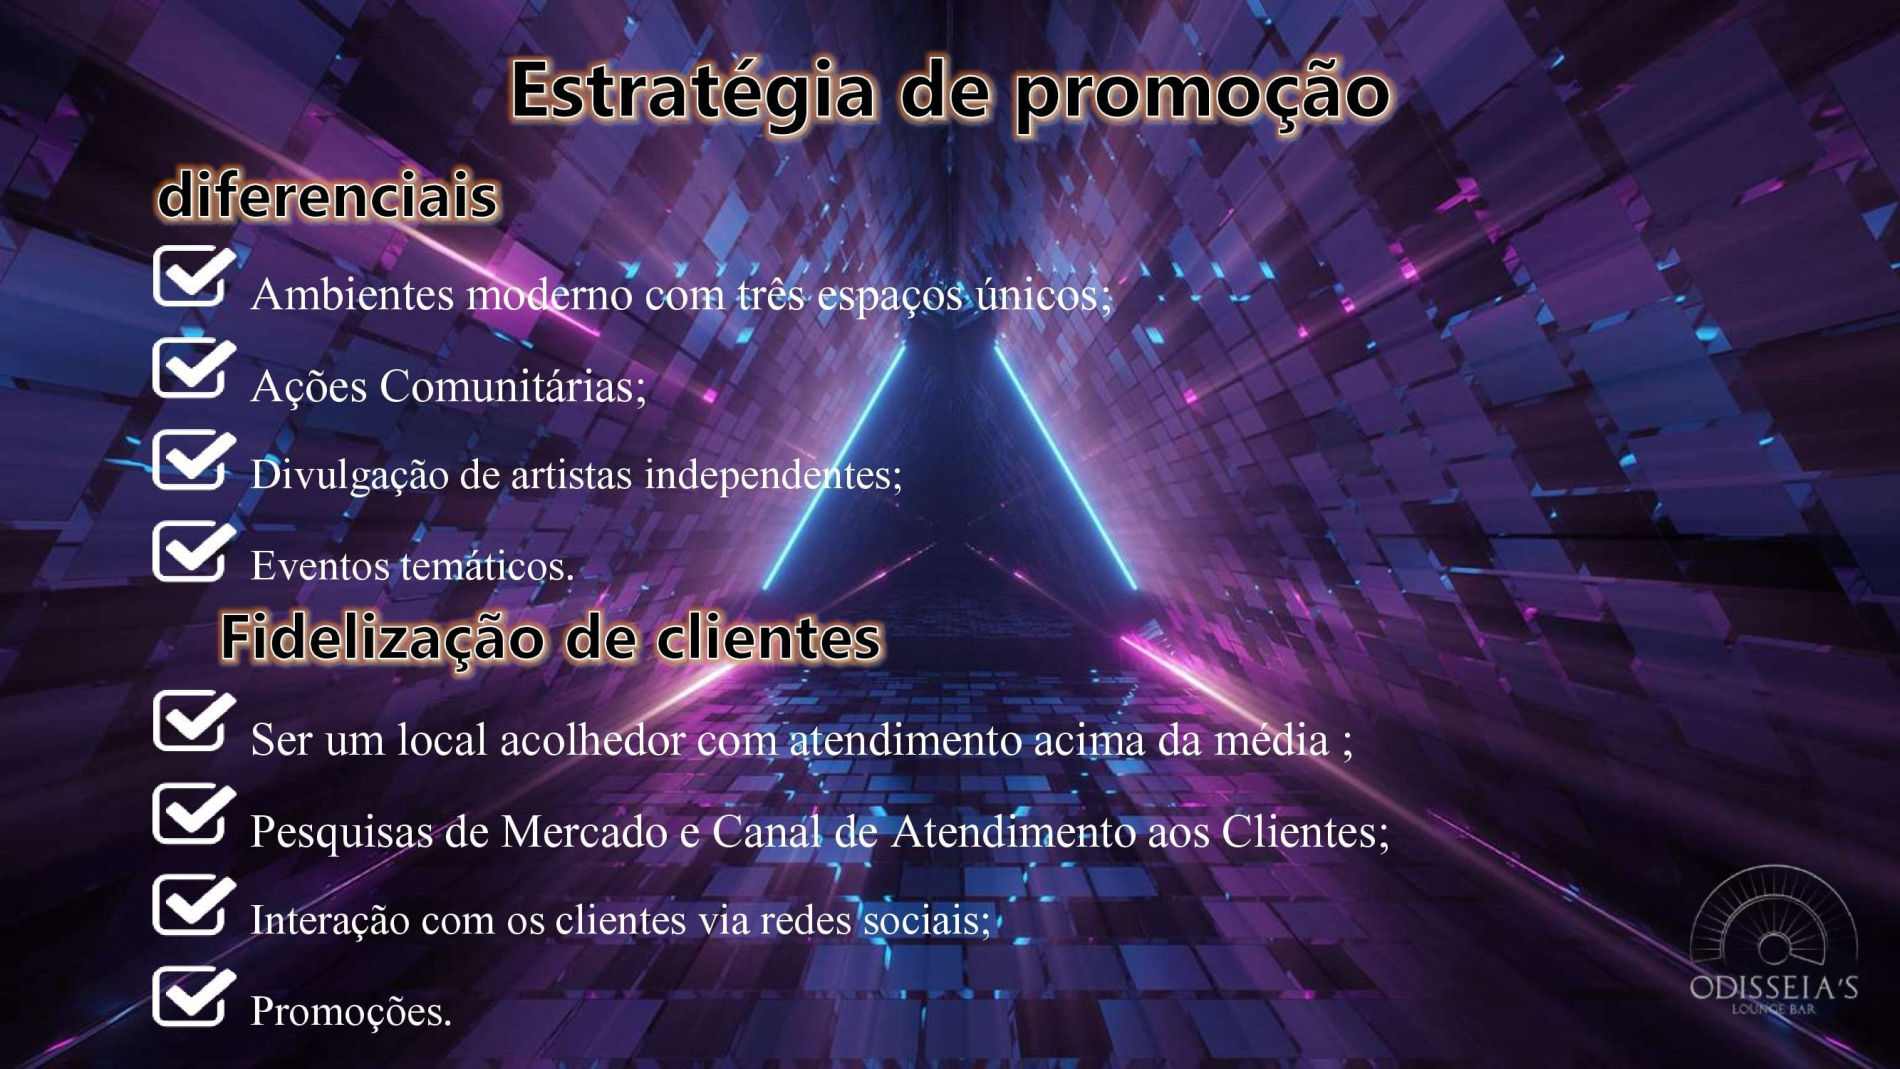 Estratégia de promoção
diferenciais
Ambientes moderno com três espaços únicos;
Ações Comunitárias;
Divulgação de artistas independentes;
Eventos temáticos.
Fidelização de clientes
Ser um local acolhedor com atendimento acima da média ;
Pesquisas de Mercado e Canal de Atendimento aos Clientes;
Interação com os clientes via redes sociais;
Promoções.
ODISSEIA'S
LOUNGE BAR